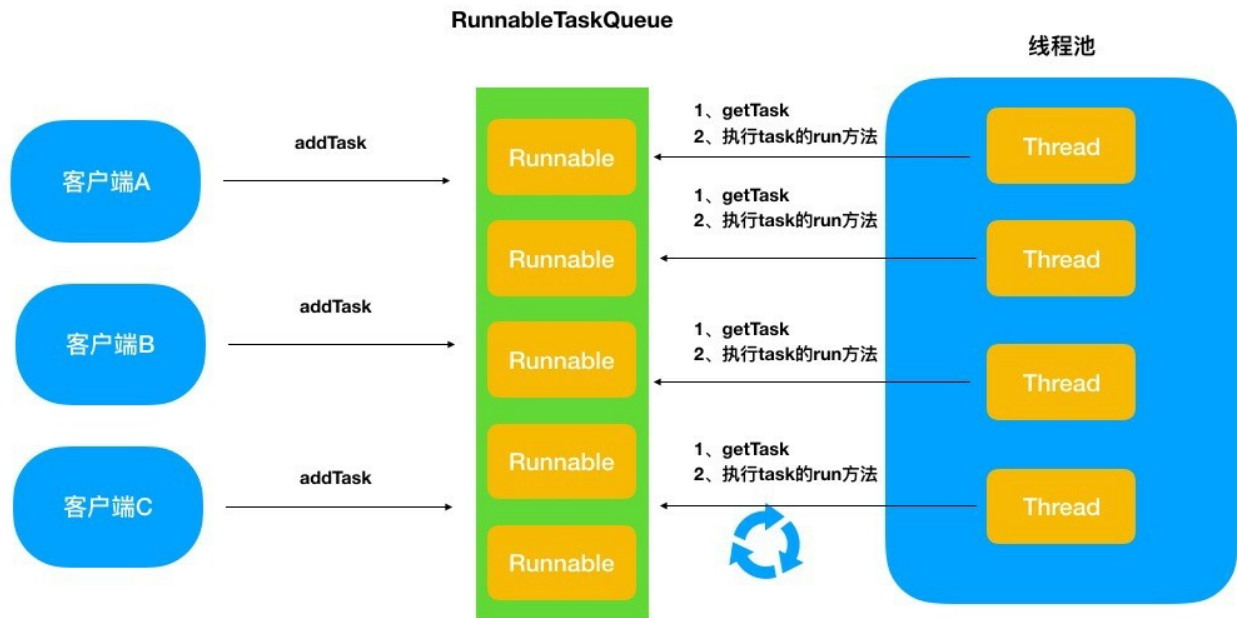 RunnableTaskQueue
线程池
客户端A
addTask
客户端B
addTask
客户端C
addTask
Runnable
Runnable
Runnable
Runnable
Runnable
1、getTask
2、执行task的run方法
1、getTask
2、执行task的run方法
1、getTask
2、执行task的run方法
1、getTask
2、执行task的run方法
Thread
Thread
Thread
Thread